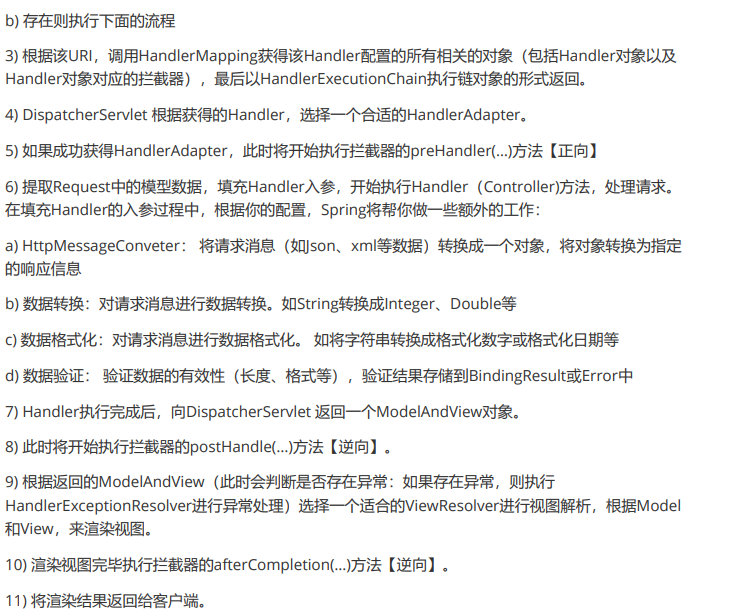 b) 存在则执行下面的流程
3) 根据该URI，调用HandlerMapping获得该Handler配置的所有相关的对象（包括Handler对象以及
Handler对象对应的拦截器），最后以HandlerExecutionChain执行链对象的形式返回。
4) DispatcherServlet 根据获得的Handler，选择一个合适的HandlerAdapter。
5) 如果成功获得HandlerAdapter，此时将开始执行拦截器的preHandler(...)方法【正向】
6) 提取Request中的模型数据，填充Handler入参，开始执行Handler（Controller)方法，处理请求。
在填充Handler的入参过程中，根据你的配置，Spring将帮你做一些额外的工作：
a) HttpMessageConveter： 将请求消息（如Json、xml等数据）转换成一个对象，将对象转换为指定
的响应信息
b) 数据转换：对请求消息进行数据转换。如String转换成Integer、Double等
c) 数据格式化：对请求消息进行数据格式化。 如将字符串转换成格式化数字或格式化日期等
d) 数据验证： 验证数据的有效性（长度、格式等），验证结果存储到BindingResult或Error中
7) Handler执行完成后，向DispatcherServlet 返回一个ModelAndView对象。
8) 此时将开始执行拦截器的postHandle(...)方法【逆向】。
9) 根据返回的ModelAndView（此时会判断是否存在异常：如果存在异常，则执行
HandlerExceptionResolver进行异常处理）选择一个适合的ViewResolver进行视图解析，根据Model
和View，来渲染视图。
10) 渲染视图完毕执行拦截器的afterCompletion(...)方法【逆向】。
11) 将渲染结果返回给客户端。